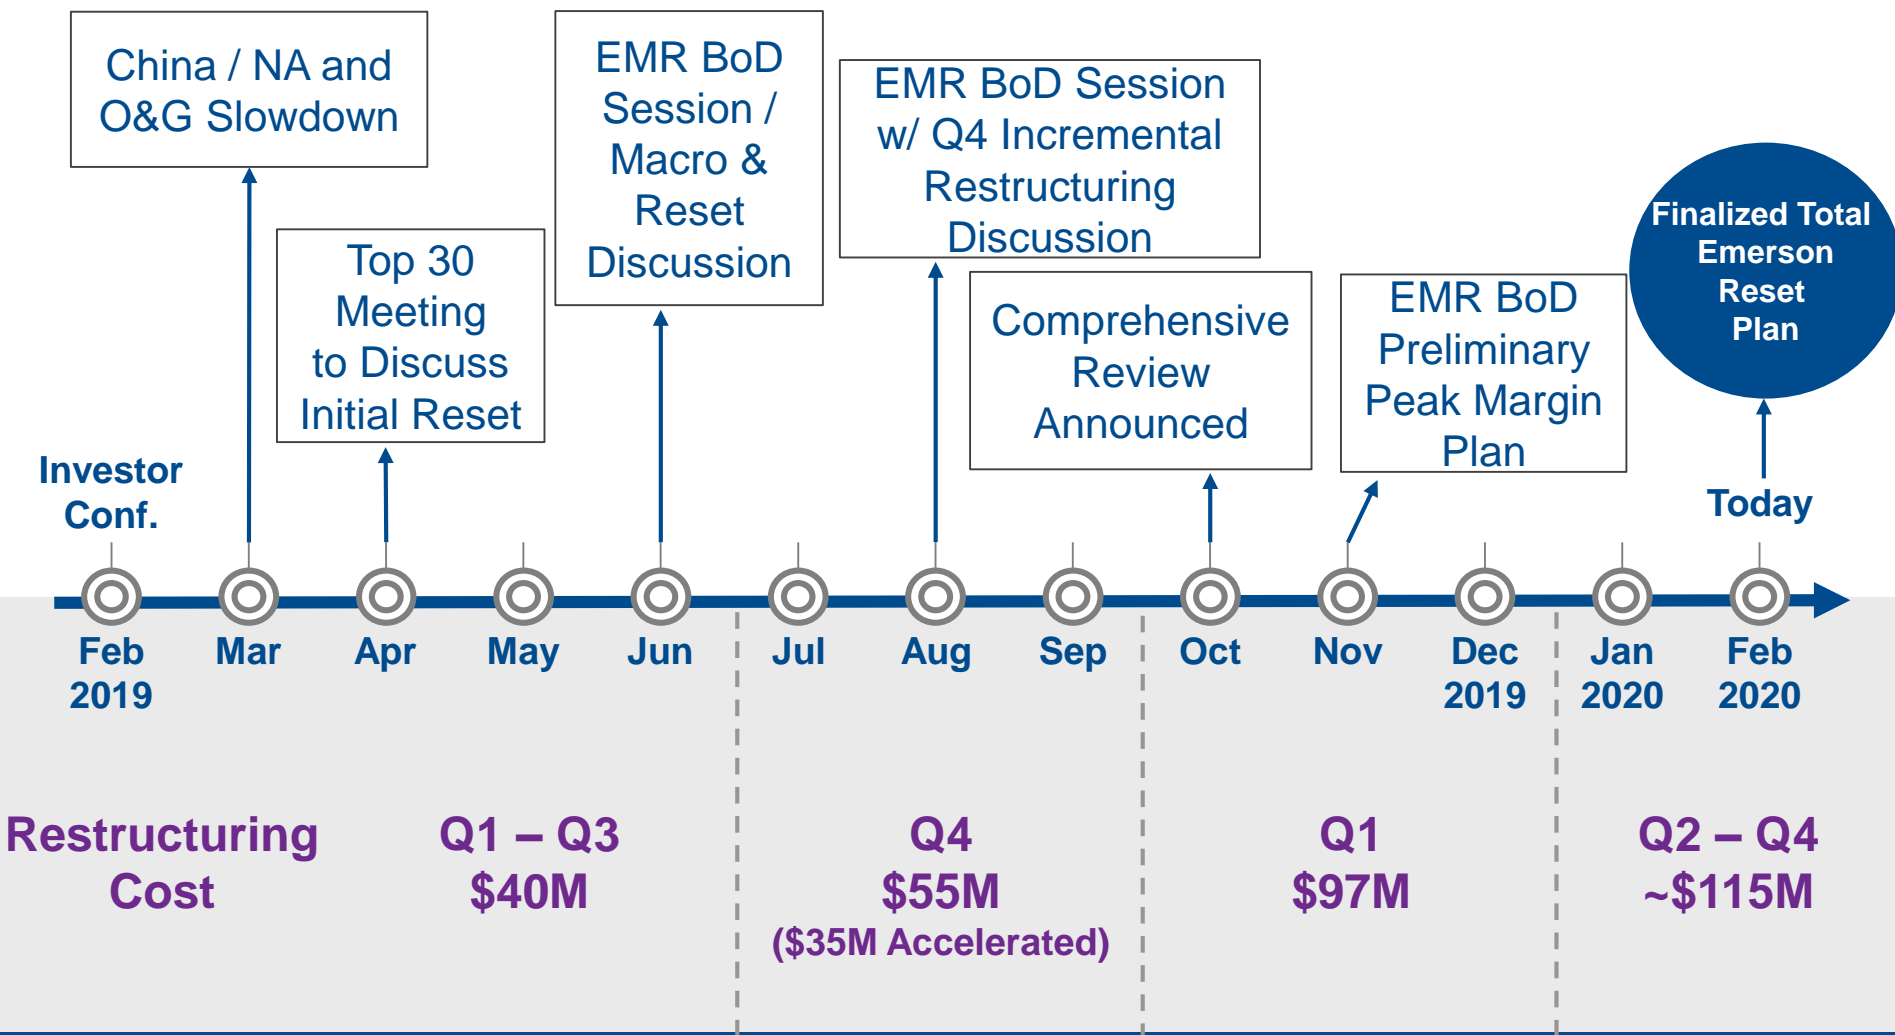 China / NA and
O&G Slowdown
Top 30
Meeting
to Discuss
Initial Reset
EMR BoD
Session /
Macro &
Reset
Discussion
EMR BoD Session
w/ Q4 Incremental
Restructuring
Discussion
Comprehensive
Review
Announced
EMR BoD
Preliminary
Peak Margin
Plan
Finalized Total
Emerson
Reset
Plan
Investor
Conf.
Today
Feb
2019
Mar
Apr
May
Jun
Jul
Aug
Sep
Oct
Nov
Dec
2019
Jan
2020
Feb
2020
Restructuring
Cost
Q1 – Q3
$40M
Q4
$55M
($35M Accelerated)
Q1
$97M
Q2 – Q4
~$115M